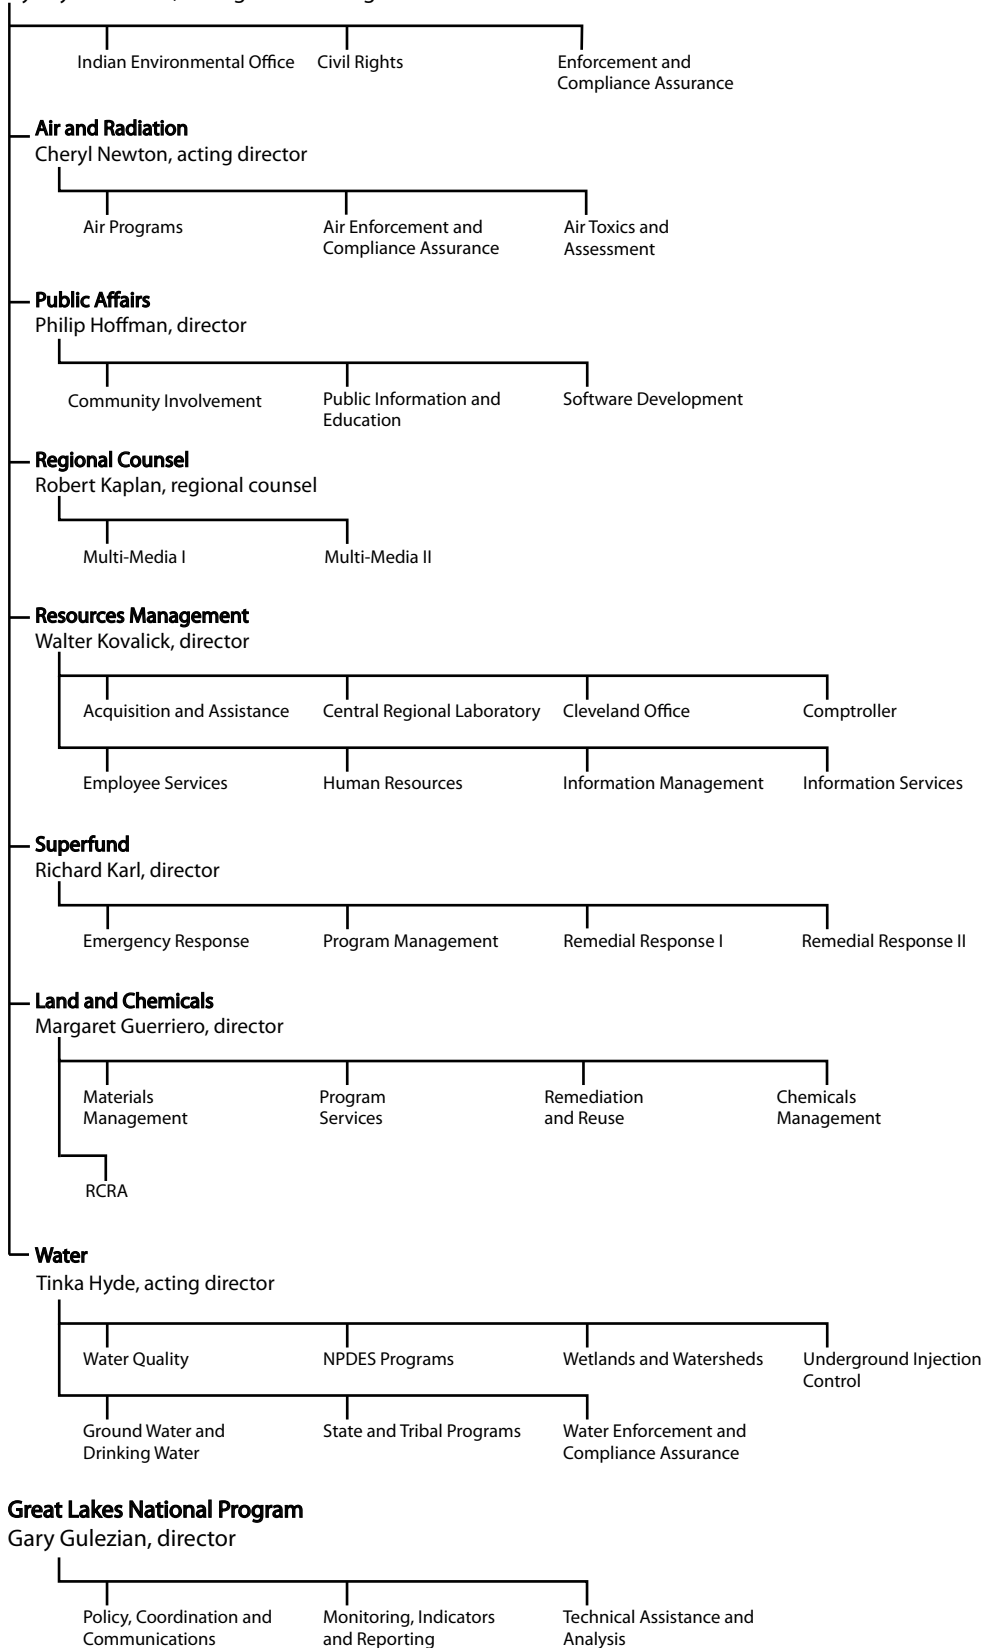 Indian Environmental Office Civil Rights Enforcement and
Compliance Assurance
Air and Radiation
Cheryl Newton, acting director
Air Programs Air Enforcement and Air Toxics and
Compliance Assurance Assessment
Public Affairs
Philip Hoffman, director
Community Involvement Public Information and Software Development
Education
Regional Counsel
Robert Kaplan, regional counsel
Multi-Media I Multi-Media II
Resources Management
Walter Kovalick, director
Acquisition and Assistance Central Regional Laboratory Cleveland Office Comptroller
Employee Services Human Resources Information Management Information Services
Superfund
Richard Karl, director
Emergency Response Program Management Remedial Response I Remedial Response II
Land and Chemicals
Margaret Guerriero, director
Materials Program Remediation Chemicals
Management Services and Reuse Management
RCRA
Water
Tinka Hyde, acting director
Water Quality NPDES Programs Wetlands and Watersheds Underground Injection
Control
Ground Water and State and Tribal Programs Water Enforcement and
Drinking Water Compliance Assurance
Great Lakes National Program
Gary Gulezian, director
Policy, Coordination and Monitoring, Indicators Technical Assistance and
Communications and Reporting Analysis